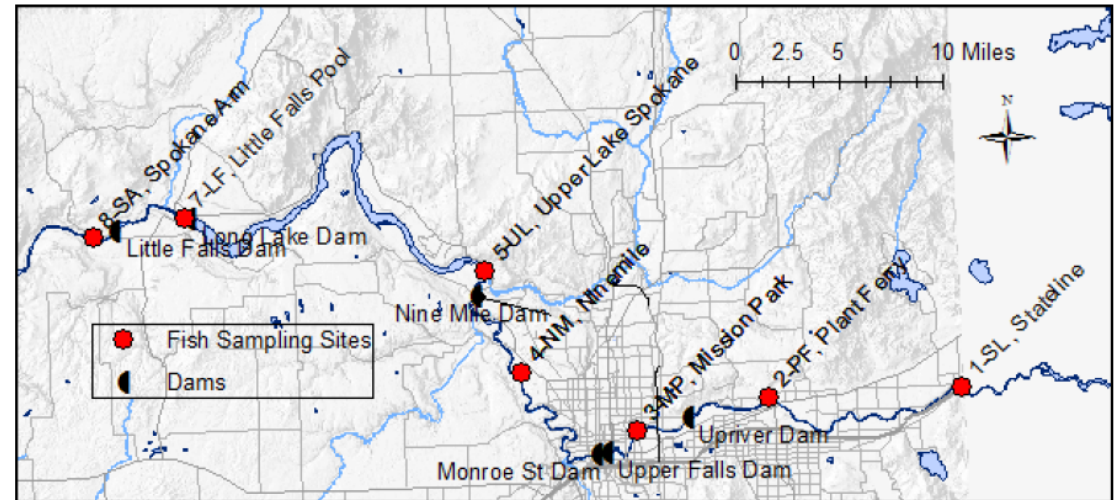 0 2.5 5 10 Miles
N
8-SA, Spokane Arm
7-LF, Little Falls Pool
Long Lake Dam
Little Falls Dam
5-UL, Upper Lake Spokane
Nine Mile Dam
4-NM, Ninemile
Fish Sampling Sites
Dams
3-MP, Mission Park
2-PF, Plant Ferry
1-SL, Stateline
Upriver Dam
Monroe St Dam
Upper Falls Dam